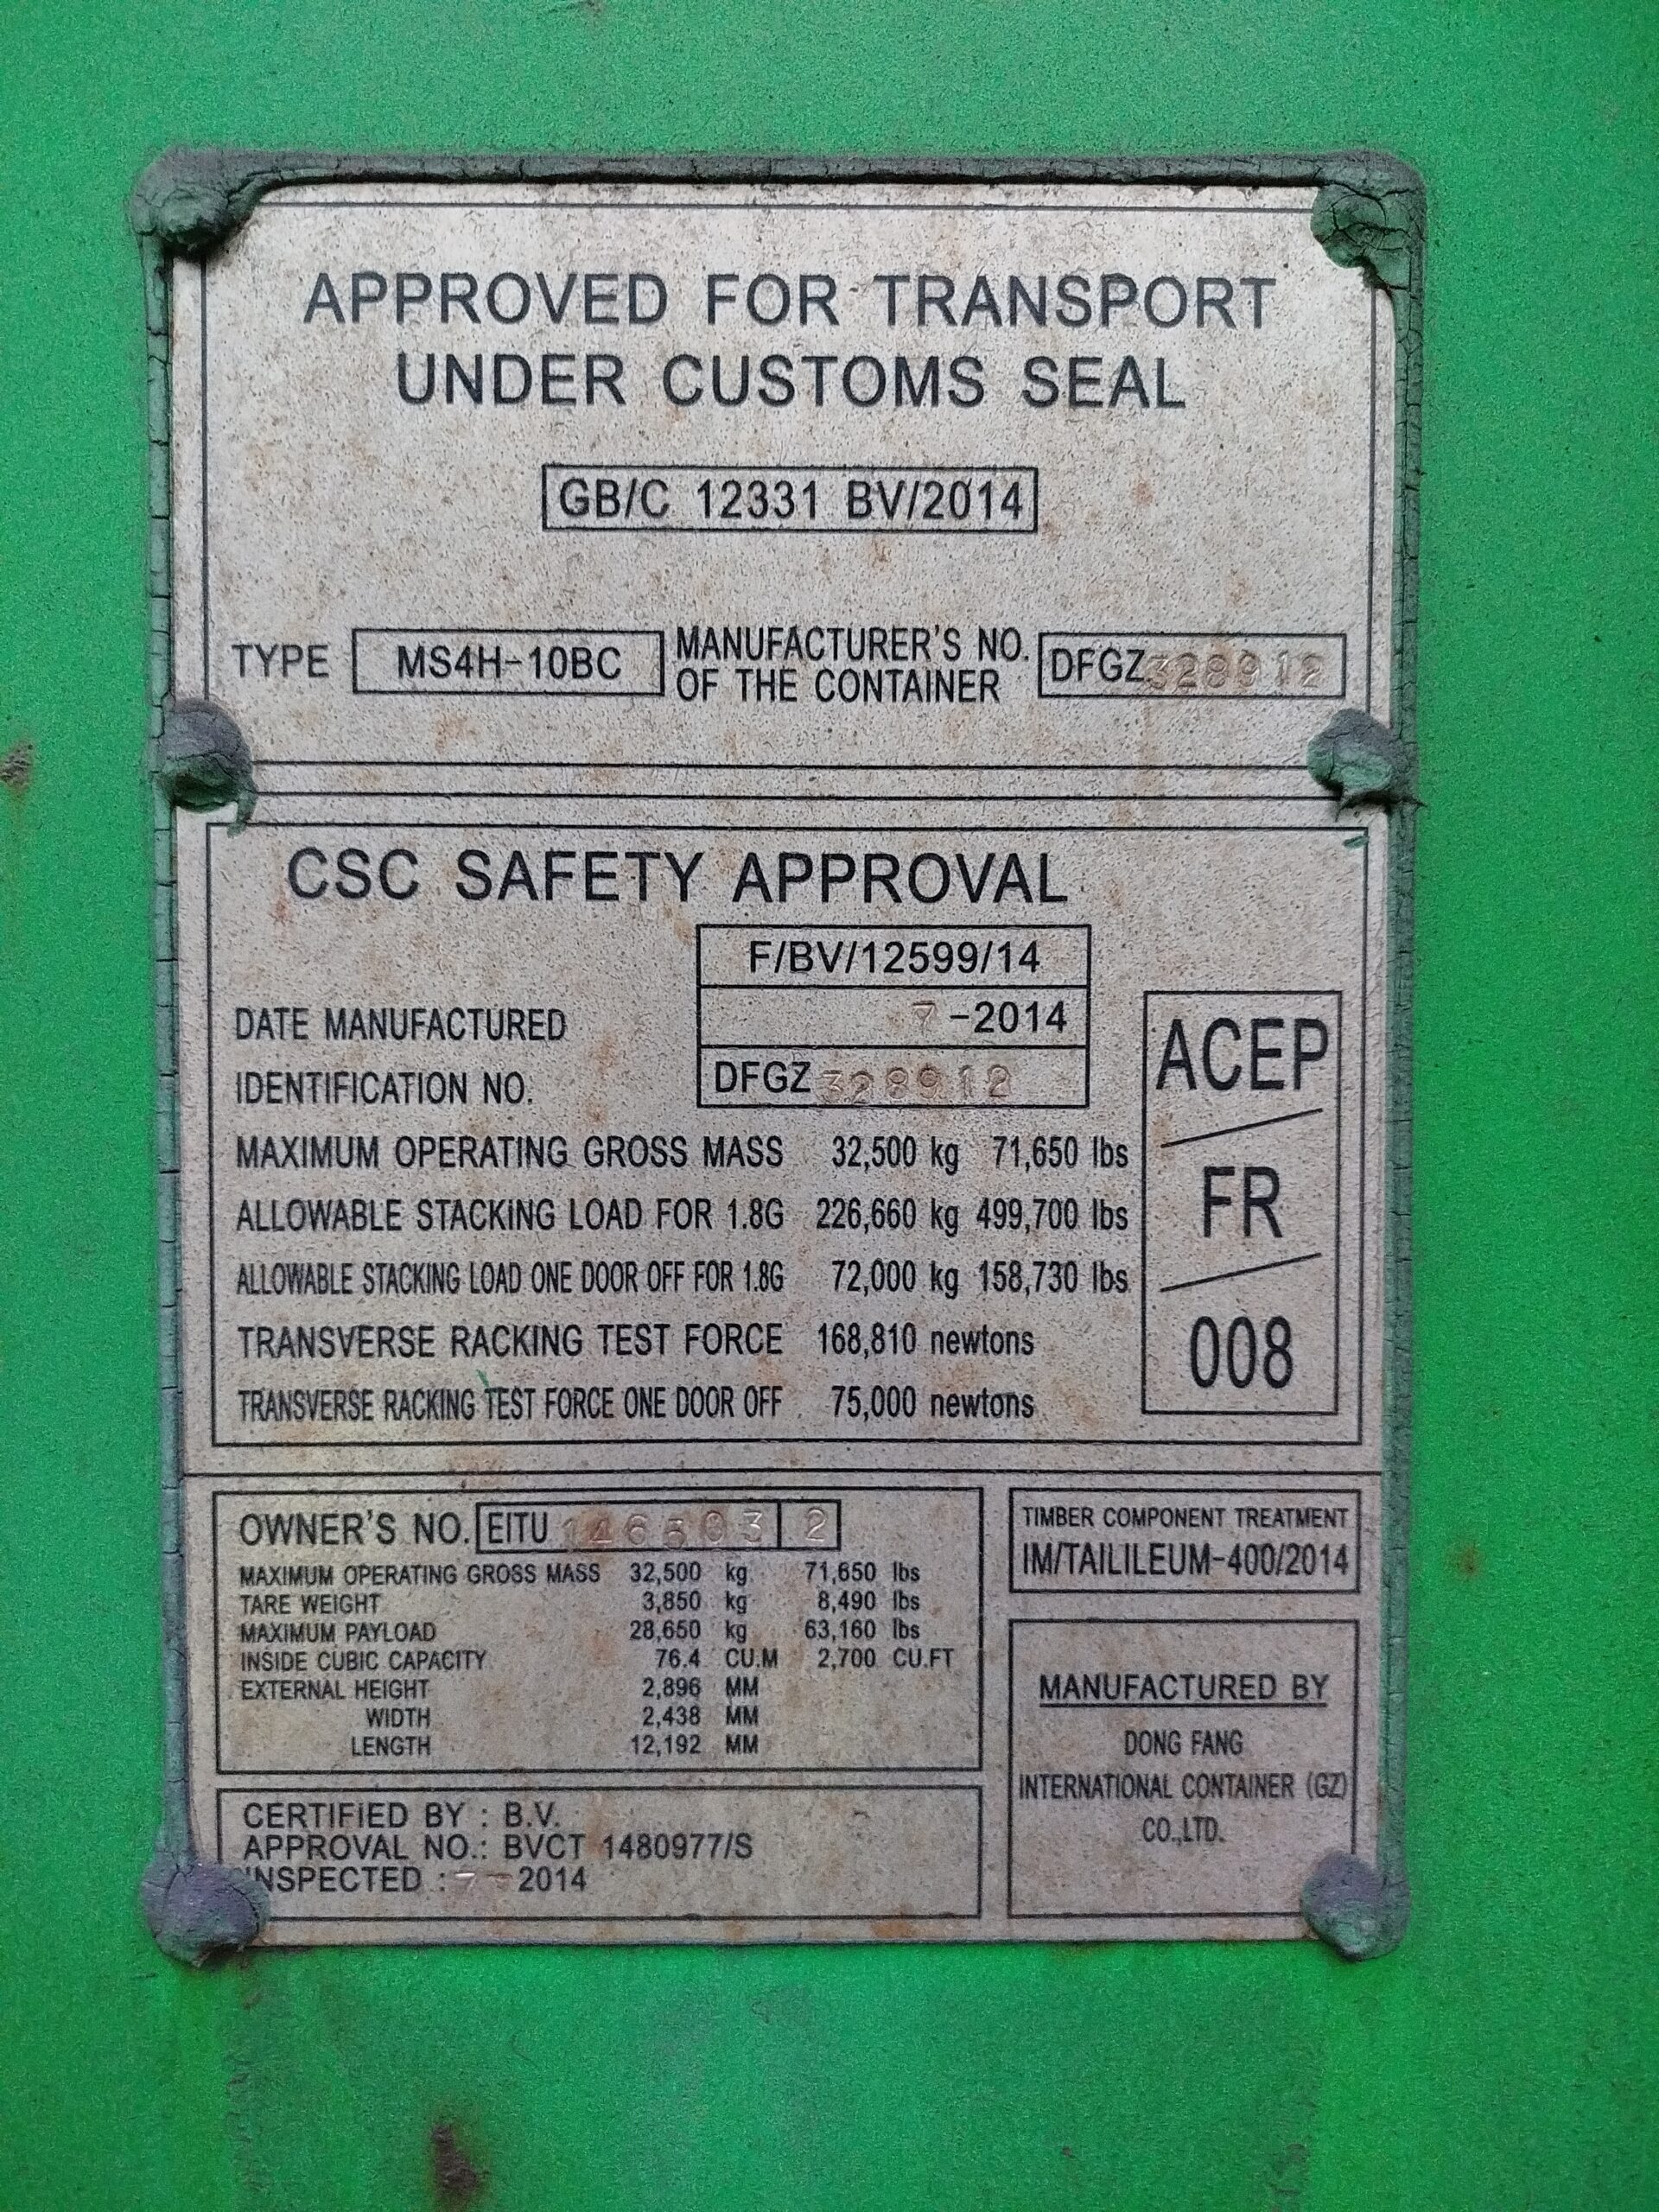 APPROVED FOR TRANSPORT
UNDER CUSTOMS SEAL
GB/C 12331 BV/2014
TYPE MS4H-10BC MANUFACTURER'S NO. OF THE CONTAINER DFGZ 328912
CSC SAFETY APPROVAL
F/BV/12599/14
DATE MANUFACTURED 7 -2014
IDENTIFICATION NO. DFGZ 328912
MAXIMUM OPERATING GROSS MASS 32,500 kg 71,650 lbs
ALLOWABLE STACKING LOAD FOR 1.8G 226,660 kg 499,700 lbs
ALLOWABLE STACKING LOAD ONE DOOR OFF FOR 1.8G 72,000 kg 158,730 lbs
TRANSVERSE RACKING TEST FORCE 168,810 newtons
TRANSVERSE RACKING TEST FORCE ONE DOOR OFF 75,000 newtons
ACEP
FR
008
OWNER'S NO. EITU 146503 2
MAXIMUM OPERATING GROSS MASS 32,500 kg 71,650 lbs
TARE WEIGHT 3,850 kg 8,490 lbs
MAXIMUM PAYLOAD 28,650 kg 63,160 lbs
INSIDE CUBIC CAPACITY 76.4 CU.M 2,700 CU.FT
EXTERNAL HEIGHT 2,896 MM
WIDTH 2,438 MM
LENGTH 12,192 MM
CERTIFIED BY : B.V.
APPROVAL NO.: BVCT 1480977/S
INSPECTED : 7 - 2014
TIMBER COMPONENT TREATMENT
IM/TAILILEUM-400/2014
MANUFACTURED BY
DONG FANG
INTERNATIONAL CONTAINER (GZ)
CO.,LTD.